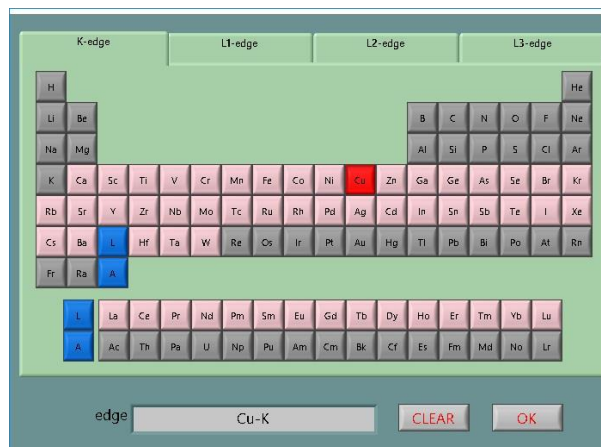 K-edge L1-edge L2-edge L3-edge
H He
Li Be B C N O F Ne
Na Mg Al Si P S Cl Ar
K Ca Sc Ti V Cr Mn Fe Co Ni Cu Zn Ga Ge As Se Br Kr
Rb Sr Y Zr Nb Mo Tc Ru Rh Pd Ag Cd In Sn Sb Te I Xe
Cs Ba L Hf Ta W Re Os Ir Pt Au Hg Tl Pb Bi Po At Rn
Fr Ra A
L La Ce Pr Nd Pm Sm Eu Gd Tb Dy Ho Er Tm Yb Lu
A Ac Th Pa U Np Pu Am Cm Bk Cf Es Fm Md No Lr
edge Cu-K CLEAR OK